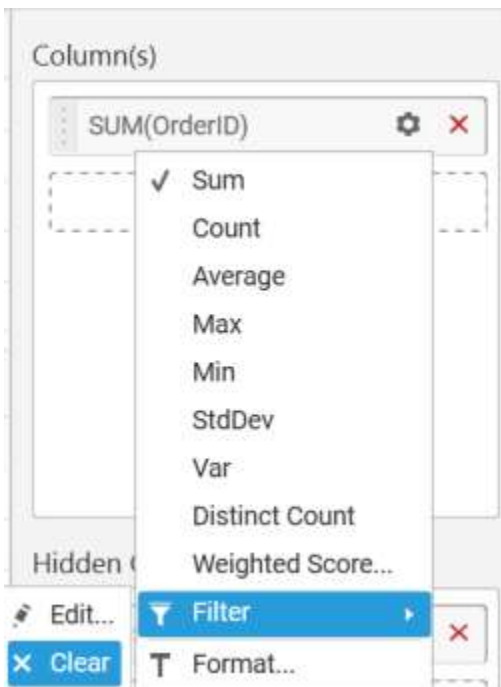 Column(s)
SUM(OrderID)
Sum
Count
Average
Max
Min
StdDev
Var
Distinct Count
Hidden
Weighted Score...
Edit...
Filter
Clear
Format...